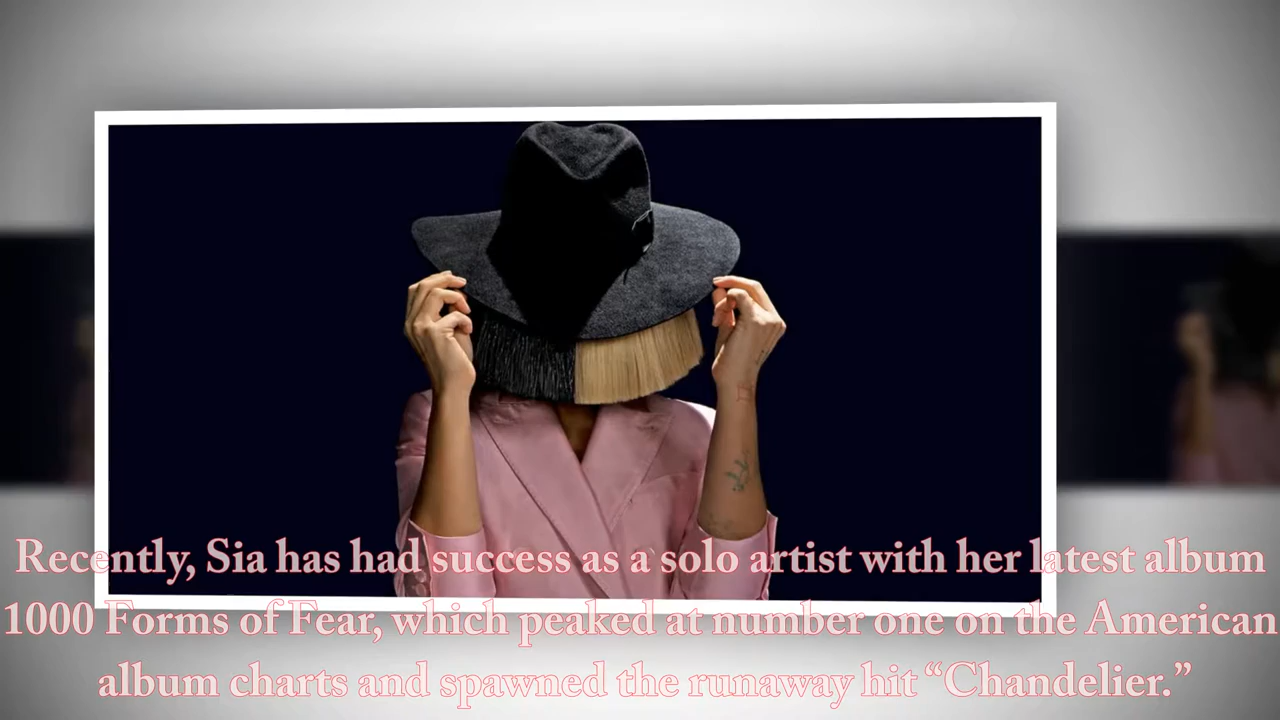 Recently, Sia has had success as a solo artist with her latest album
1000 Forms of Fear, which peaked at number one on the American
album charts and spawned the runaway hit “Chandelier.”